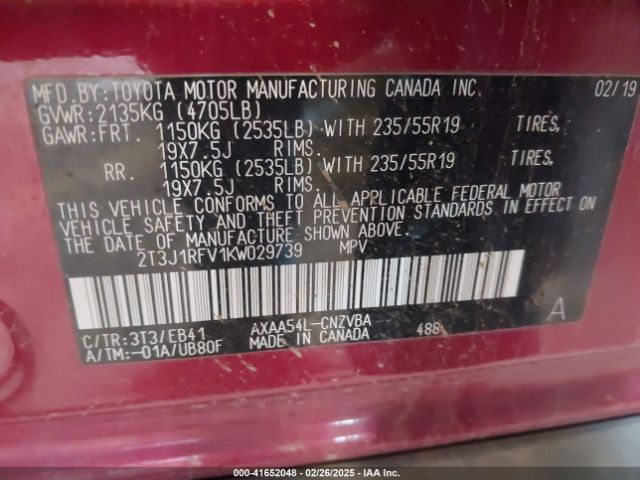 MFD.BY:TOYOTA MOTOR MANUFACTURING CANADA INC. 02/19
GVWR:2135KG (4705LB)
GAWR:FRT. 1150KG (2535LB) WITH 235/55R19 TIRES,
19X7.5J RIMS.
RR. 1150KG (2535LB) WITH 235/55R19 TIRES,
19X7.5J RIMS.
THIS VEHICLE CONFORMS TO ALL APPLICABLE FEDERAL MOTOR
VEHICLE SAFETY AND THEFT PREVENTION STANDARDS IN EFFECT ON
THE DATE OF MANUFACTURE SHOWN ABOVE.
2T3J1RFV1KW029739 MPV
A
C/TR:3T3/EB41 AXAA54L-CNZVBA
A/TM:-01A/UB80F MADE IN CANADA 488
000-41652048 - 02/26/2025 - IAA Inc.